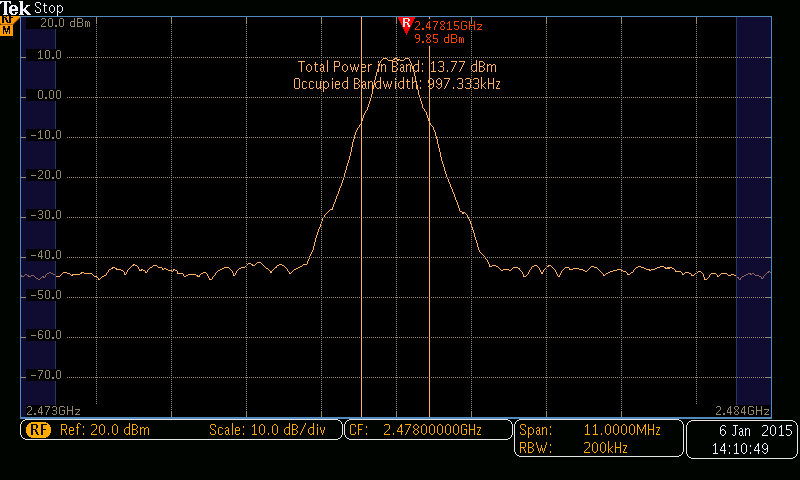 Tek Stop
RF
M
20.0 dBm
R 2.47815GHz
9.85 dBm
10.0
Total Power in Band: 13.77 dBm
Occupied Bandwidth: 997.333kHz
0.00
-10.0
-20.0
-30.0
-40.0
-50.0
-60.0
-70.0
2.473GHz
2.484GHz
RF Ref: 20.0 dBm Scale: 10.0 dB/div CF: 2.47800000GHz Span: 11.0000MHz
RBW: 200kHz
6 Jan 2015
14:10:49